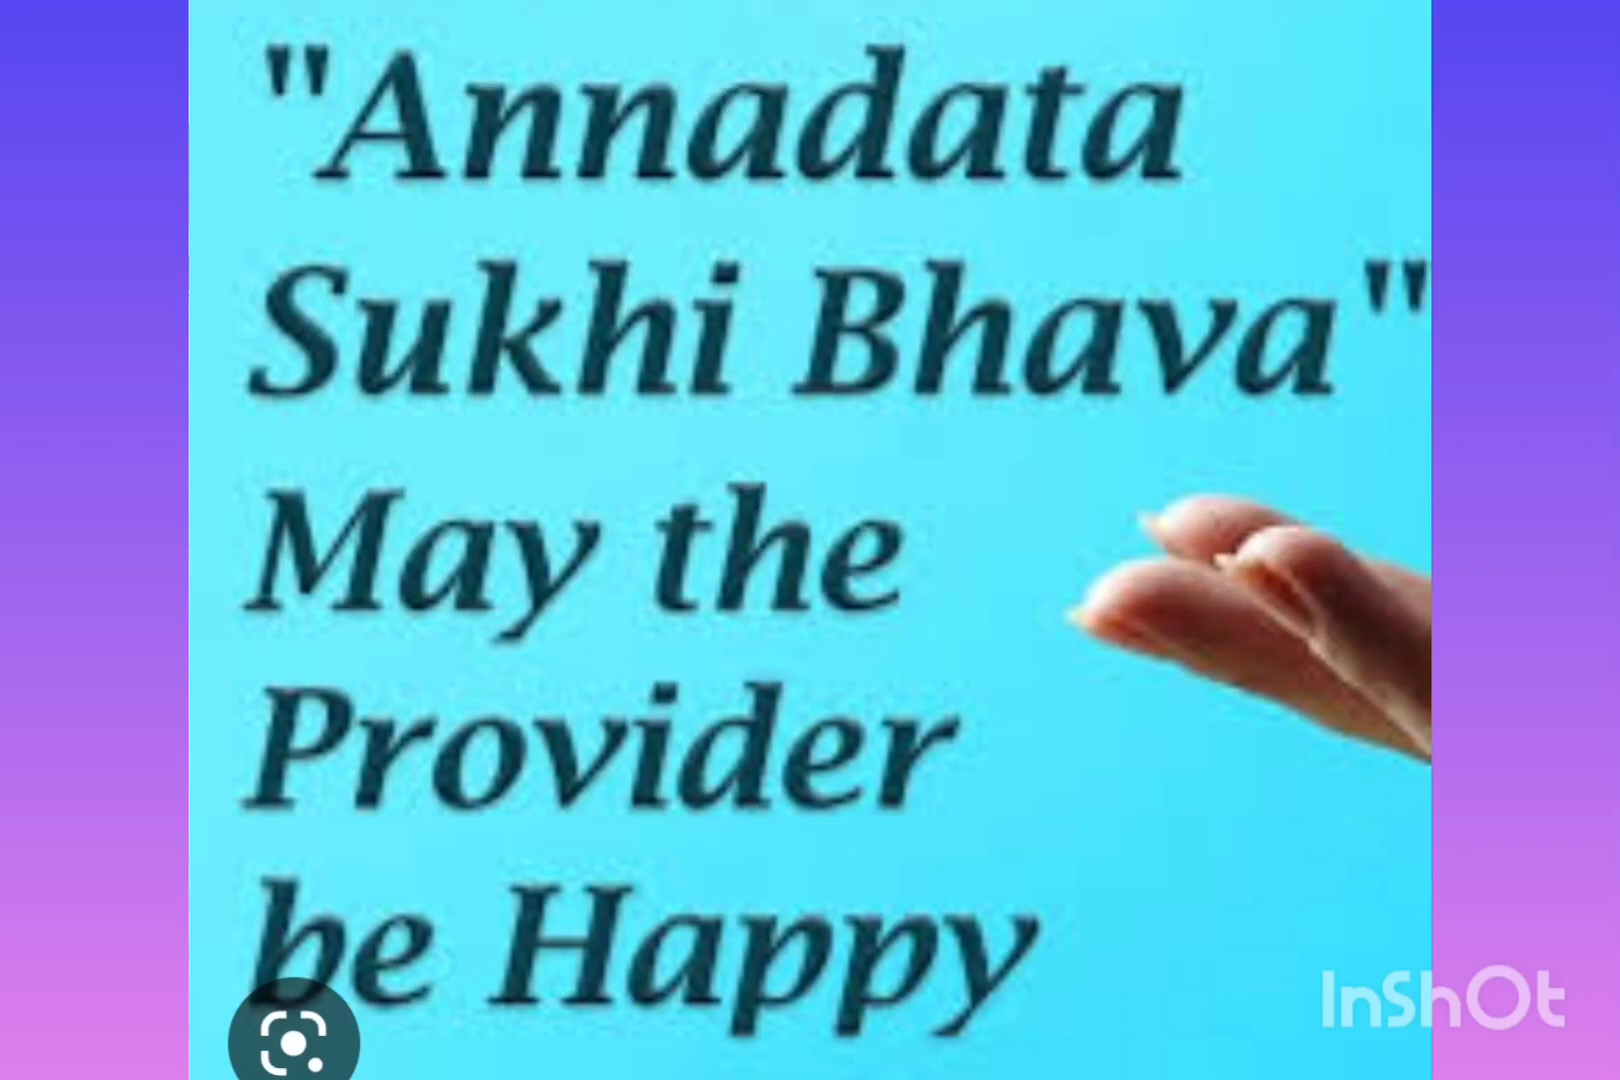 "Annadata
Sukhi Bhava"
May the
Provider
be Happy
InShOt